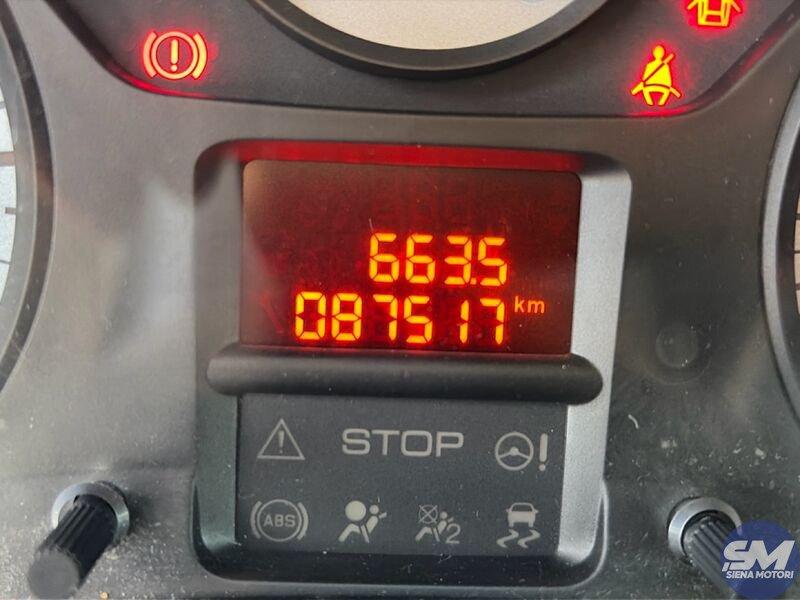 663.5
087517 km
STOP
ABS
2
SM
SIENA MOTORI